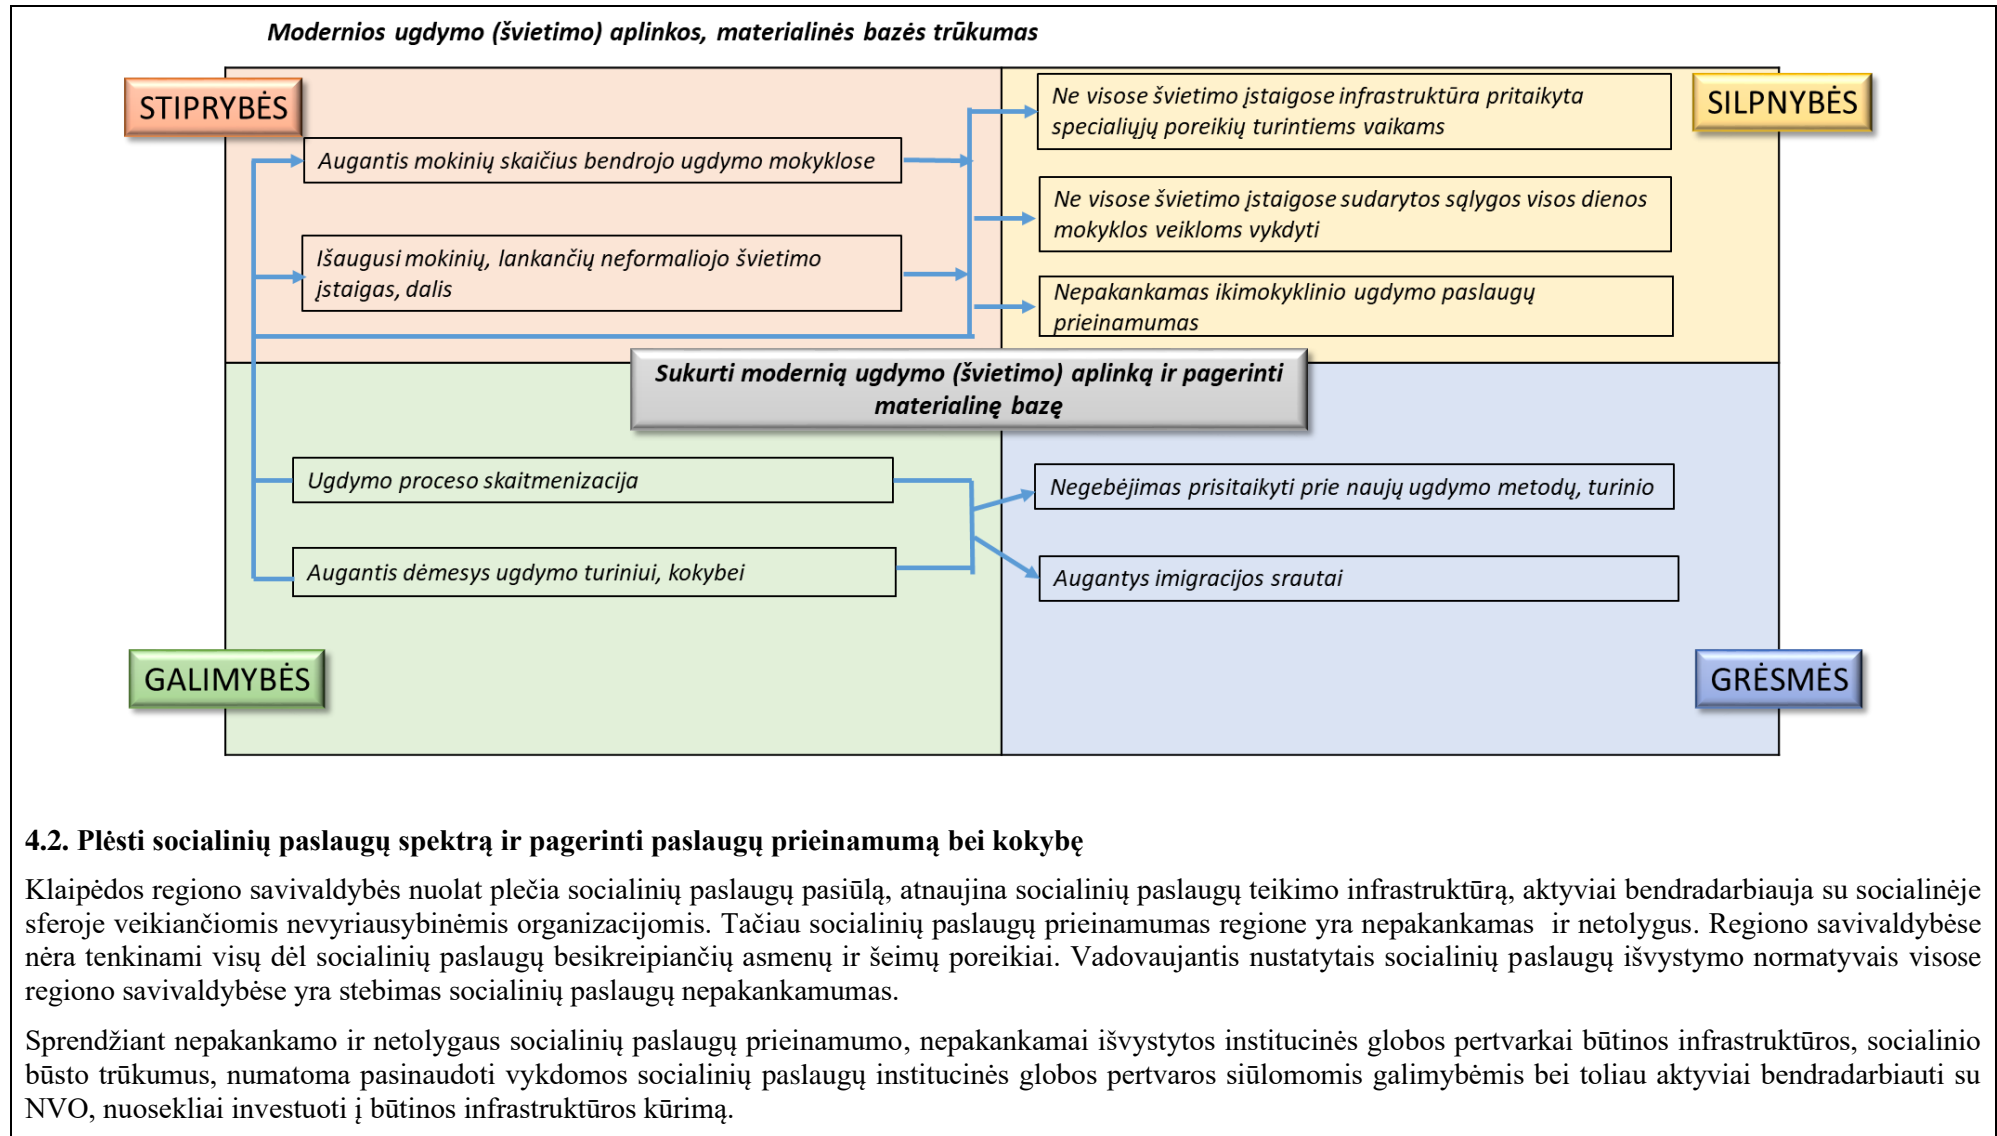 Modernios ugdymo (švietimo) aplinkos, materialinės bazės trūkumas
STIPRYBĖS
SILPNYBĖS
Augantis mokinių skaičius bendrojo ugdymo mokyklose
Išaugusi mokinių, lankančių neformaliojo švietimo
įstaigas, dalis
Ne visose švietimo įstaigose infrastruktūra pritaikyta
specialiųjų poreikių turintiems vaikams
Ne visose švietimo įstaigose sudarytos sąlygos visos dienos
mokyklos veikloms vykdyti
Nepakankamas ikimokyklinio ugdymo paslaugų
prieinamumas
Sukurti modernią ugdymo (švietimo) aplinką ir pagerinti
materialinę bazę
Ugdymo proceso skaitmenizacija
Augantis dėmesys ugdymo turiniui, kokybei
Negebėjimas prisitaikyti prie naujų ugdymo metodų, turinio
Augantys imigracijos srautai
GALIMYBĖS
GRĖSMĖS
4.2. Plėsti socialinių paslaugų spektrą ir pagerinti paslaugų prieinamumą bei kokybę
Klaipėdos regiono savivaldybės nuolat plečia socialinių paslaugų pasiūlą, atnaujina socialinių paslaugų teikimo infrastruktūrą, aktyviai bendradarbiauja su socialinėje
sferoje veikiančiomis nevyriausybinėmis organizacijomis. Tačiau socialinių paslaugų prieinamumas regione yra nepakankamas ir netolygus. Regiono savivaldybėse
nėra tenkinami visų dėl socialinių paslaugų besikreipiančių asmenų ir šeimų poreikiai. Vadovaujantis nustatytais socialinių paslaugų išvystymo normatyvais visose
regiono savivaldybėse yra stebimas socialinių paslaugų nepakankamumas.
Sprendžiant nepakankamo ir netolygaus socialinių paslaugų prieinamumo, nepakankamai išvystytos institucinės globos pertvarkai būtinos infrastruktūros, socialinio
būsto trūkumus, numatoma pasinaudoti vykdomos socialinių paslaugų institucinės globos pertvaros siūlomomis galimybėmis bei toliau aktyviai bendradarbiauti su
NVO, nuosekliai investuoti į būtinos infrastruktūros kūrimą.